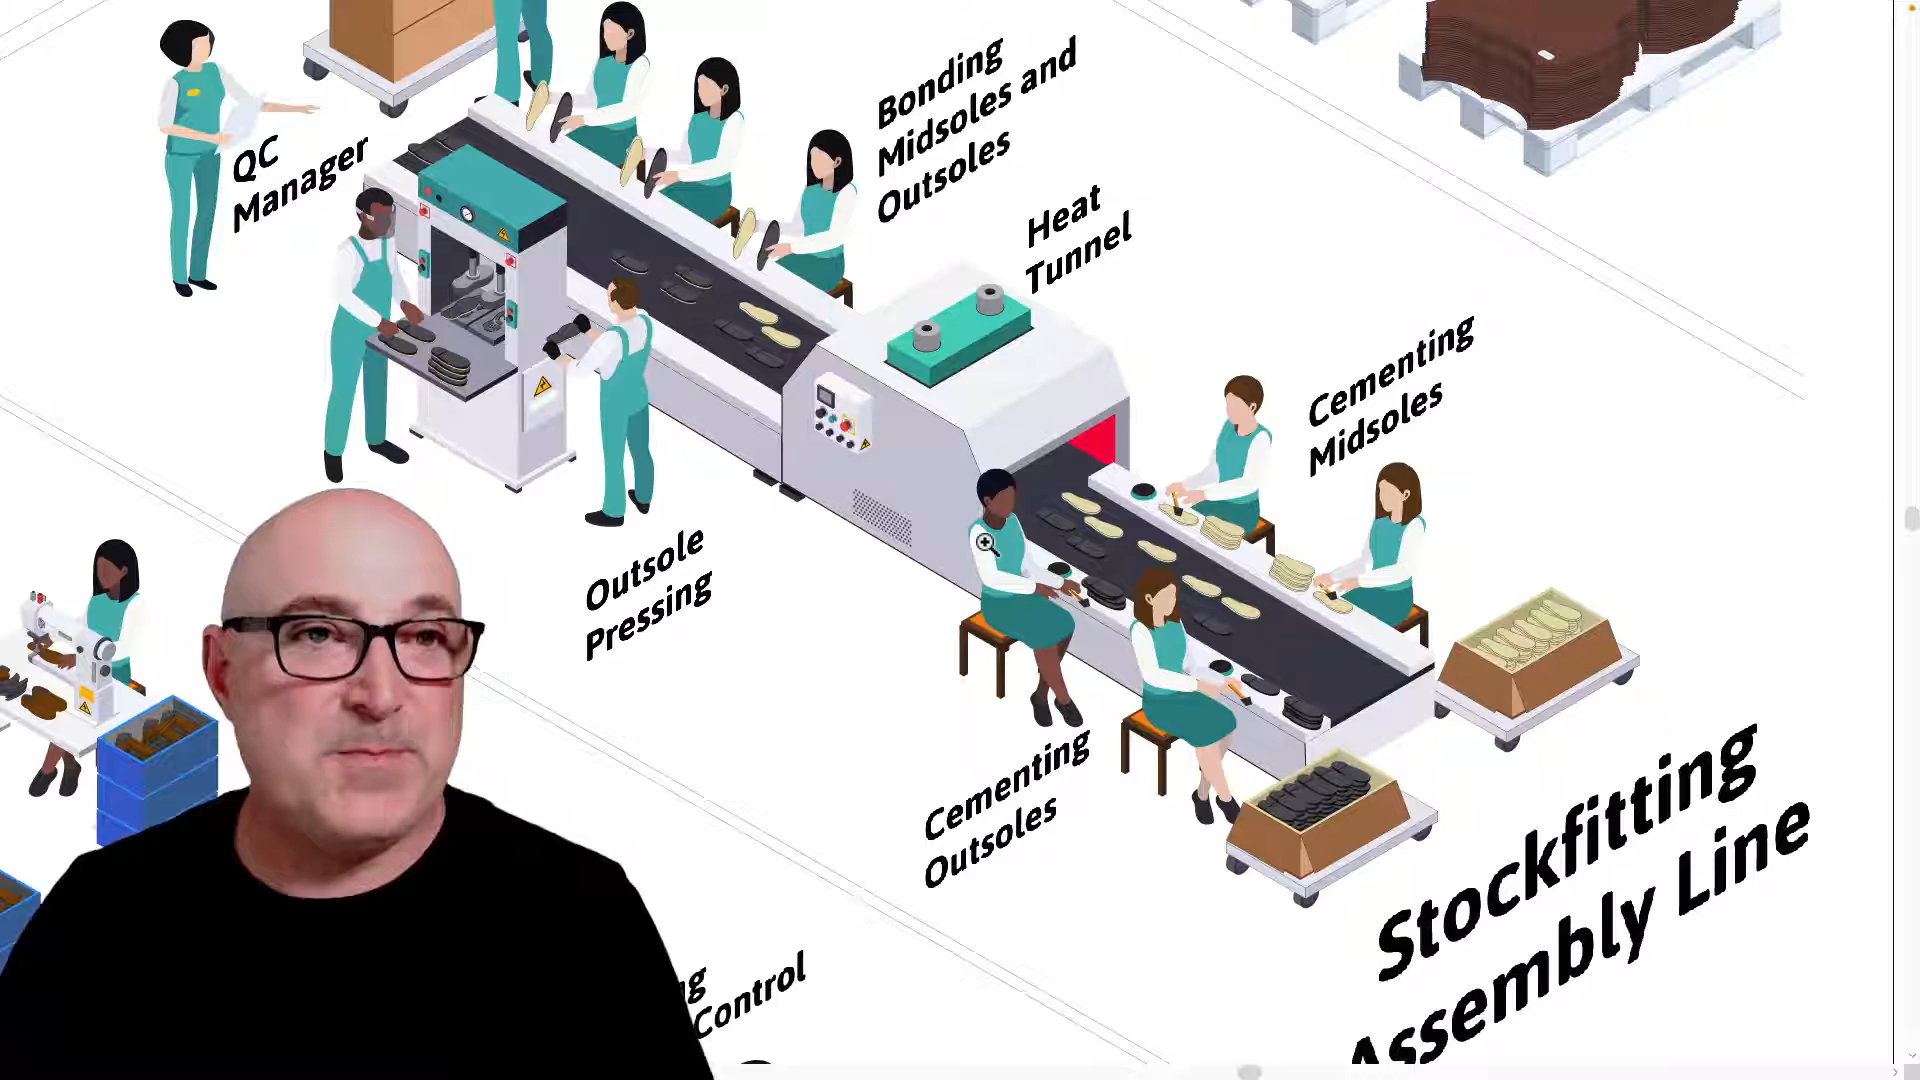 QC
Manager
Bonding
Midsoles and
Outsoles
Heat
Tunnel
Cementing
Midsoles
Outsole
Pressing
Cementing
Outsoles
Stockfitting
Assembly Line
Control